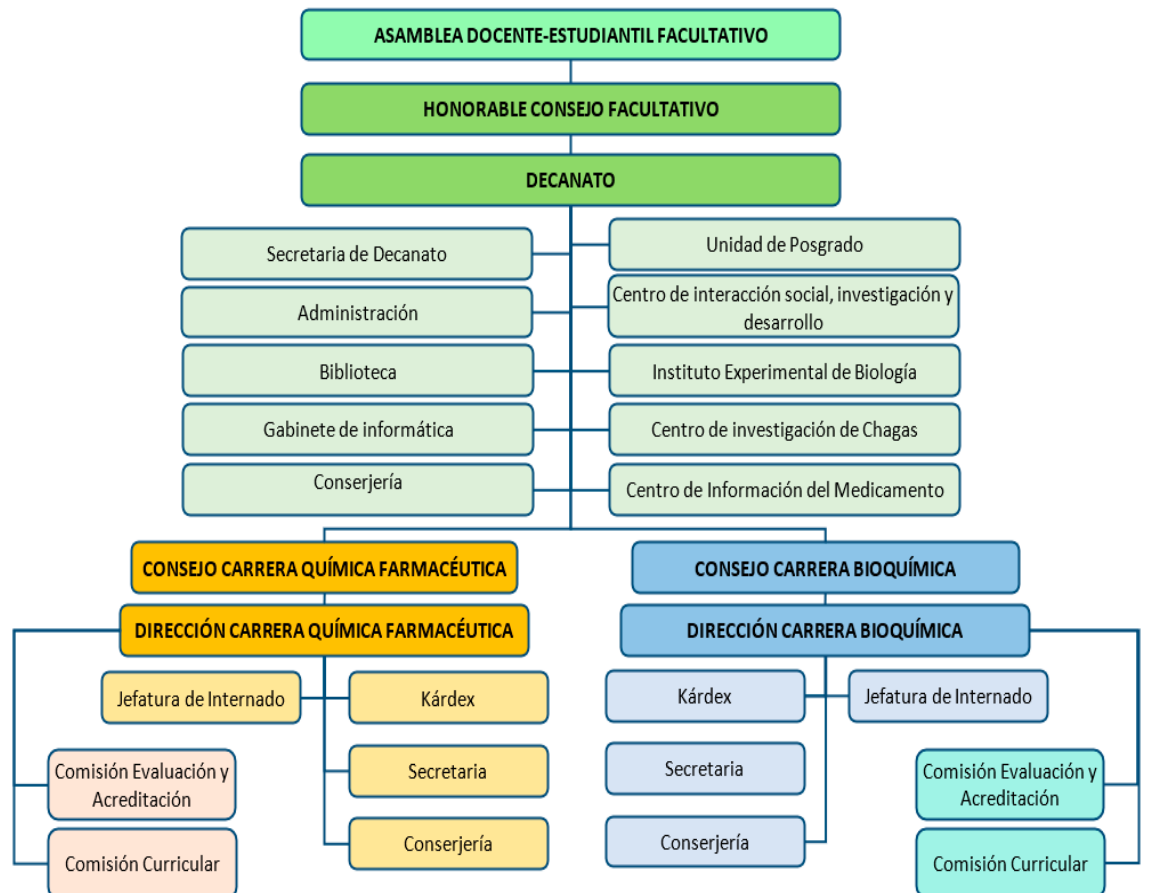 ASAMBLEA DOCENTE-ESTUDIANTIL FACULTATIVO
HONORABLE CONSEJO FACULTATIVO
DECANATO
Secretaria de Decanato
Unidad de Posgrado
Administración
Centro de interacción social, investigación y
desarrollo
Biblioteca
Instituto Experimental de Biología
Gabinete de informática
Centro de investigación de Chagas
Conserjería
Centro de Información del Medicamento
CONSEJO CARRERA QUÍMICA FARMACÉUTICA
CONSEJO CARRERA BIOQUÍMICA
DIRECCIÓN CARRERA QUÍMICA FARMACÉUTICA
DIRECCIÓN CARRERA BIOQUÍMICA
Jefatura de Internado
Kárdex
Kárdex
Jefatura de Internado
Comisión Evaluación y
Acreditación
Secretaria
Secretaria
Comisión Evaluación y
Acreditación
Comisión Curricular
Conserjería
Conserjería
Comisión Curricular